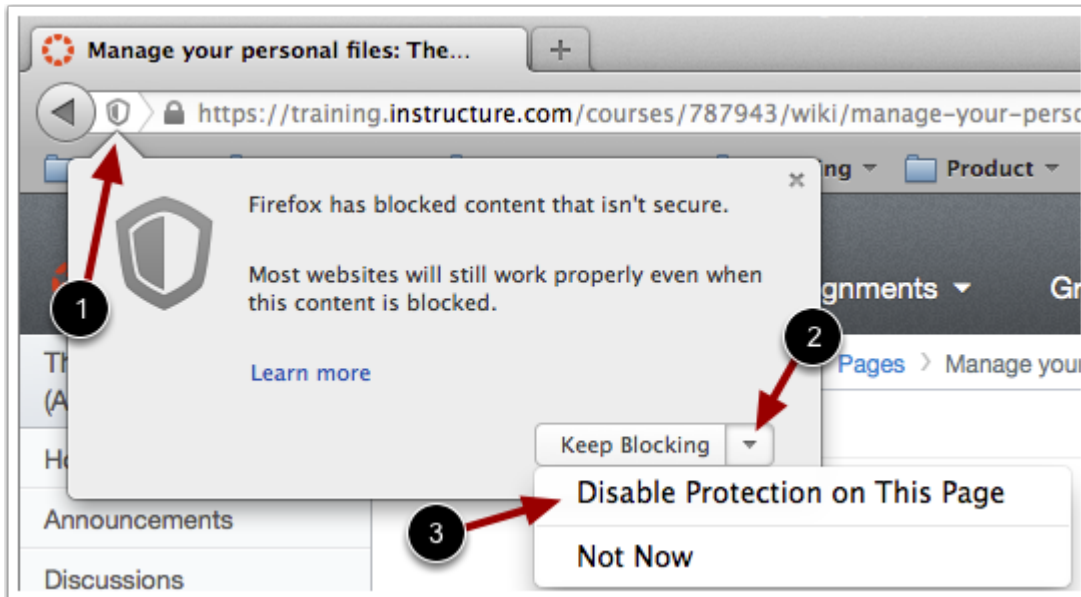 Manage your personal files: The...
https://training.instructure.com/courses/787943/wiki/manage-your-perso
ng
Product
Firefox has blocked content that isn't secure.
Most websites will still work properly even when
this content is blocked.
Learn more
1
2
gnments
Gr
Th
(A
Pages > Manage your
Keep Blocking
Ho
Disable Protection on This Page
3
Not Now
Announcements
Discussions